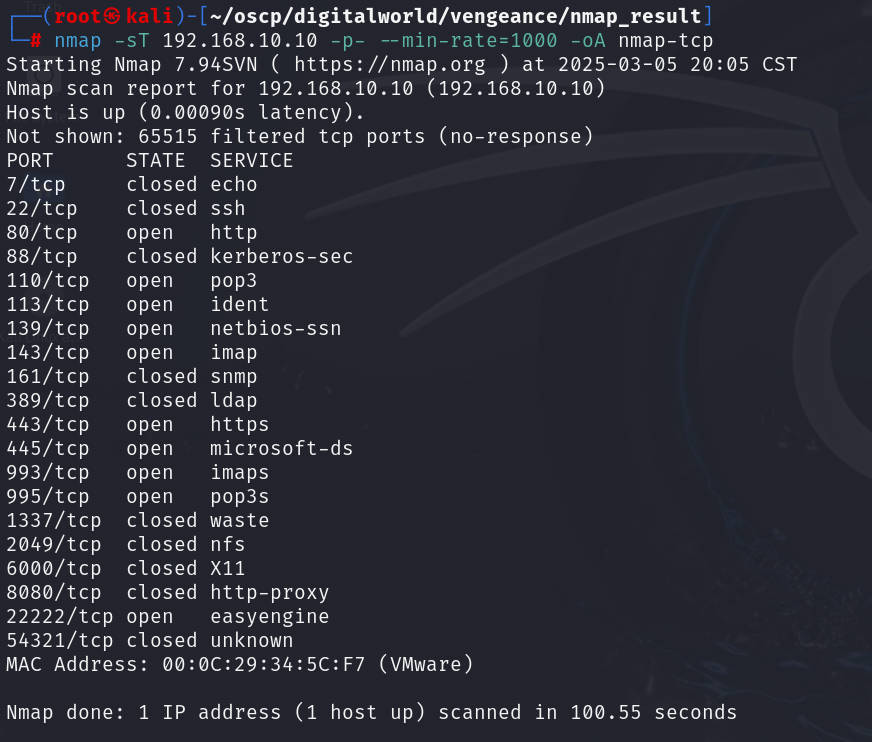 ┌──(root㉿kali)-[~/oscp/digitalworld/vengeance/nmap_result]
└─# nmap -sT 192.168.10.10 -p- --min-rate=1000 -oA nmap-tcp
Starting Nmap 7.94SVN ( https://nmap.org ) at 2025-03-05 20:05 CST
Nmap scan report for 192.168.10.10 (192.168.10.10)
Host is up (0.00090s latency).
Not shown: 65515 filtered tcp ports (no-response)
PORT      STATE  SERVICE
7/tcp     closed echo
22/tcp    closed ssh
80/tcp    open   http
88/tcp    closed kerberos-sec
110/tcp   open   pop3
113/tcp   open   ident
139/tcp   open   netbios-ssn
143/tcp   open   imap
161/tcp   closed snmp
389/tcp   closed ldap
443/tcp   open   https
445/tcp   open   microsoft-ds
993/tcp   open   imaps
995/tcp   open   pop3s
1337/tcp  closed waste
2049/tcp  closed nfs
6000/tcp  closed X11
8080/tcp  closed http-proxy
22222/tcp open   easyengine
54321/tcp closed unknown
MAC Address: 00:0C:29:34:5C:F7 (VMware)
Nmap done: 1 IP address (1 host up) scanned in 100.55 seconds